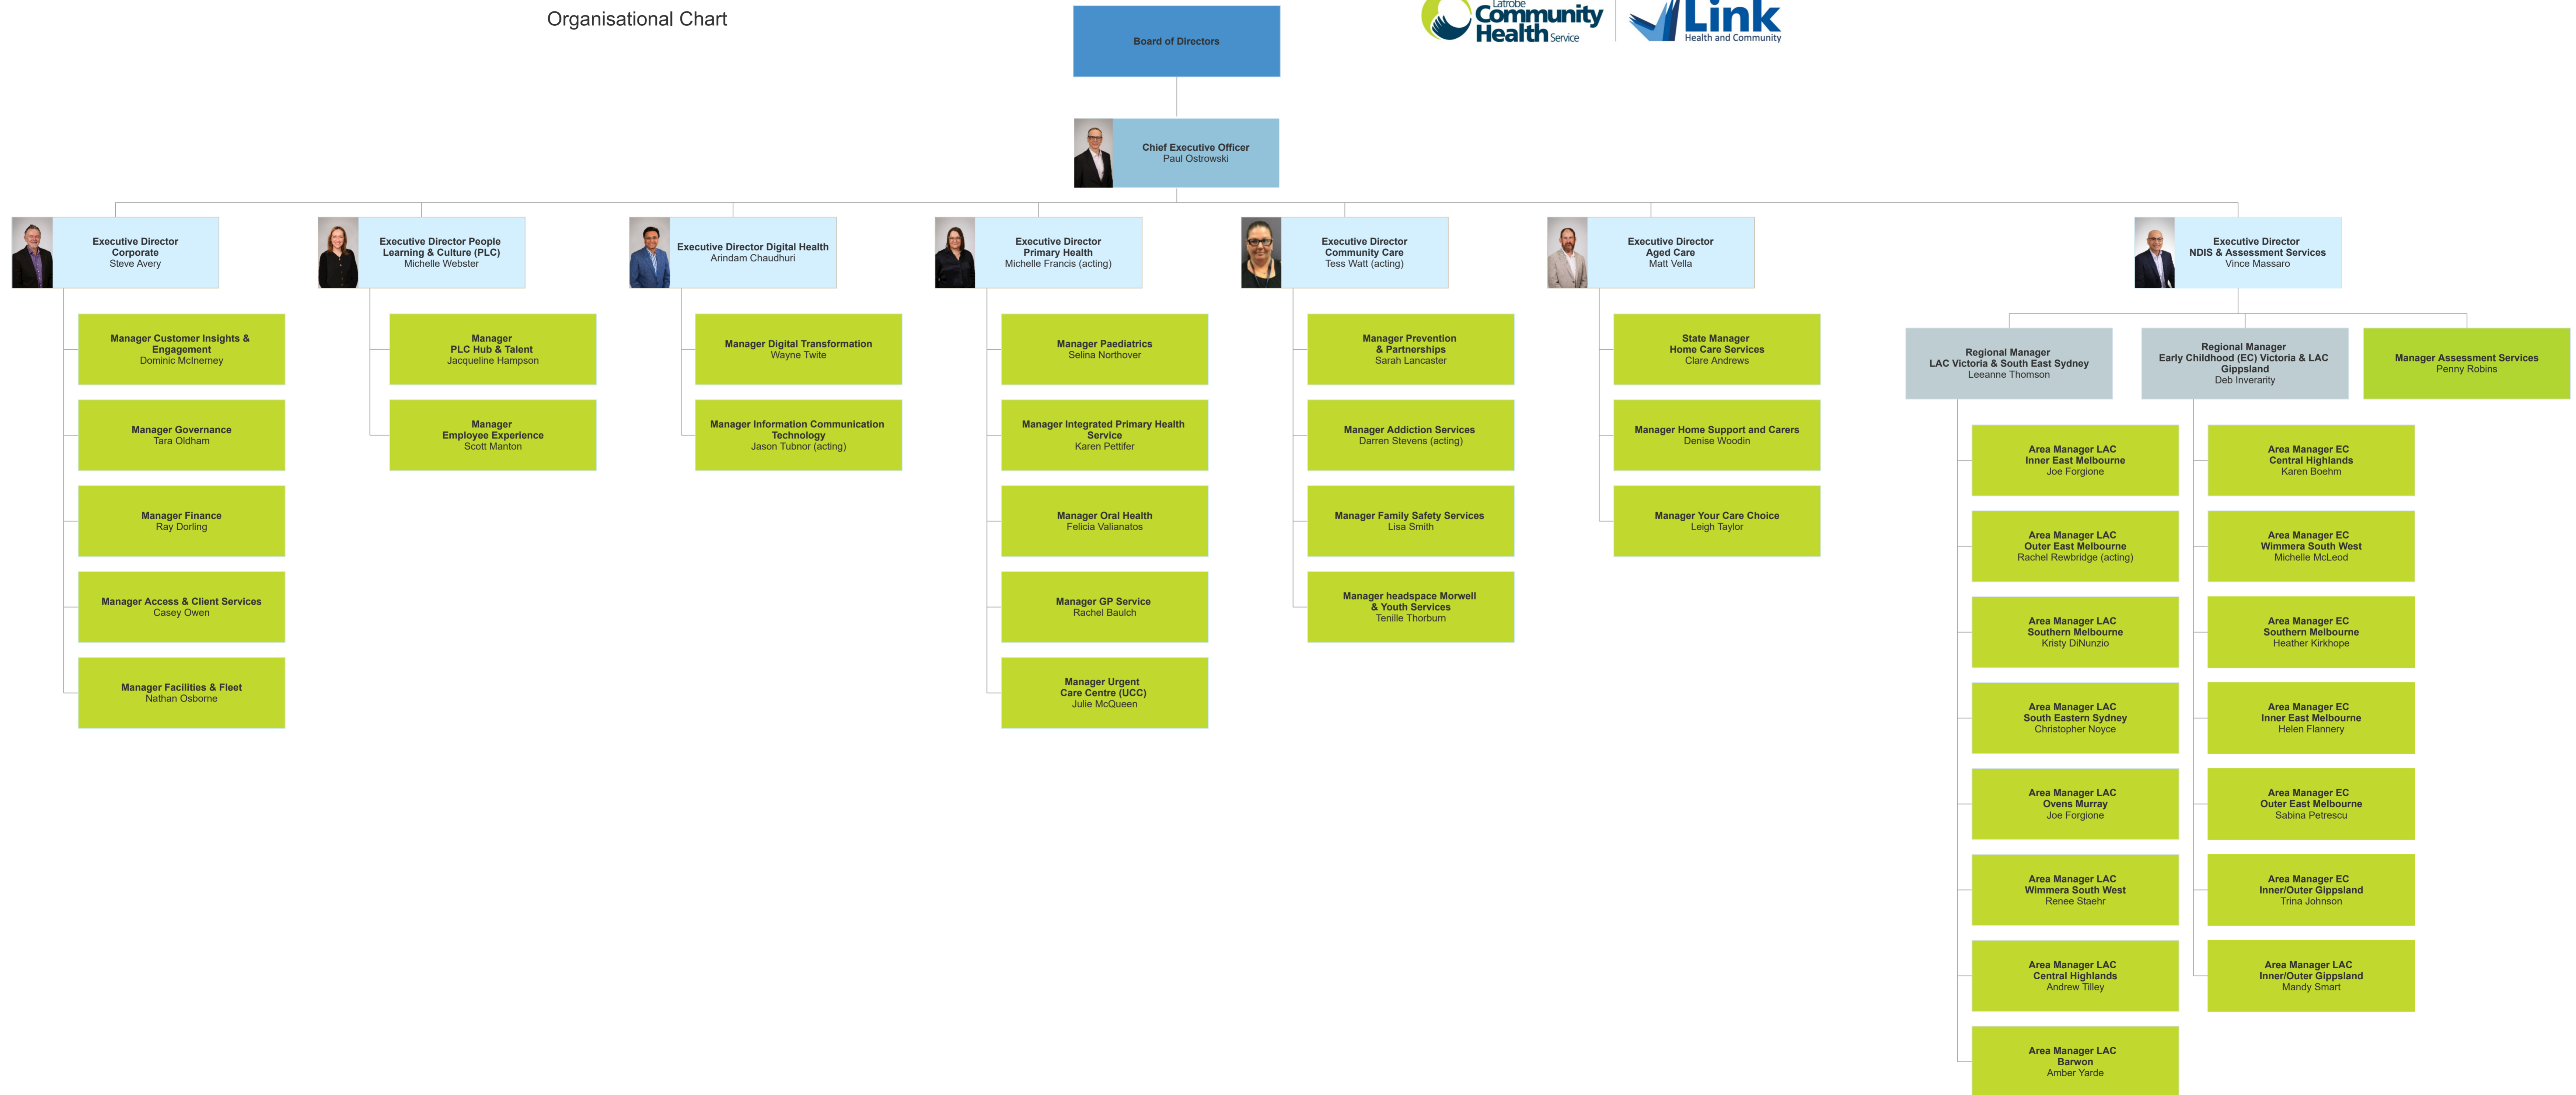 Organisational Chart
Latrobe
Community
Health Service
Link
Health and Community
Board of Directors
Chief Executive Officer
Paul Ostrowski
Executive Director
Corporate
Steve Avery
Executive Director People
Learning & Culture (PLC)
Michelle Webster
Executive Director Digital Health
Arindam Chaudhuri
Executive Director
Primary Health
Michelle Francis (acting)
Executive Director
Community Care
Tess Watt (acting)
Executive Director
Aged Care
Matt Vella
Executive Director
NDIS & Assessment Services
Vince Massaro
Manager Customer Insights &
Engagement
Dominic McInerney
Manager Governance
Tara Oldham
Manager Finance
Ray Dorling
Manager Access & Client Services
Casey Owen
Manager Facilities & Fleet
Nathan Osborne
Manager
PLC Hub & Talent
Jacqueline Hampson
Manager
Employee Experience
Scott Manton
Manager Digital Transformation
Wayne Twite
Manager Information Communication
Technology
Jason Tubnor (acting)
Manager Paediatrics
Selina Northover
Manager Integrated Primary Health
Service
Karen Pettifer
Manager Oral Health
Felicia Valianatos
Manager GP Service
Rachel Baulch
Manager Urgent
Care Centre (UCC)
Julie McQueen
Manager Prevention
& Partnerships
Sarah Lancaster
Manager Addiction Services
Darren Stevens (acting)
Manager Family Safety Services
Lisa Smith
Manager headspace Morwell
& Youth Services
Tenille Thorburn
State Manager
Home Care Services
Clare Andrews
Manager Home Support and Carers
Denise Woodin
Manager Your Care Choice
Leigh Taylor
Regional Manager
LAC Victoria & South East Sydney
Leeanne Thomson
Regional Manager
Early Childhood (EC) Victoria & LAC
Gippsland
Deb Inverarity
Manager Assessment Services
Penny Robins
Area Manager LAC
Inner East Melbourne
Joe Forgione
Area Manager LAC
Outer East Melbourne
Rachel Rewbridge (acting)
Area Manager LAC
Southern Melbourne
Kristy DiNunzio
Area Manager LAC
South Eastern Sydney
Christopher Noyce
Area Manager LAC
Ovens Murray
Joe Forgione
Area Manager LAC
Wimmera South West
Renee Staehr
Area Manager LAC
Central Highlands
Andrew Tilley
Area Manager LAC
Barwon
Amber Yarde
Area Manager EC
Central Highlands
Karen Boehm
Area Manager EC
Wimmera South West
Michelle McLeod
Area Manager EC
Southern Melbourne
Heather Kirkhope
Area Manager EC
Inner East Melbourne
Helen Flannery
Area Manager EC
Outer East Melbourne
Sabina Petrescu
Area Manager EC
Inner/Outer Gippsland
Trina Johnson
Area Manager LAC
Inner/Outer Gippsland
Mandy Smart